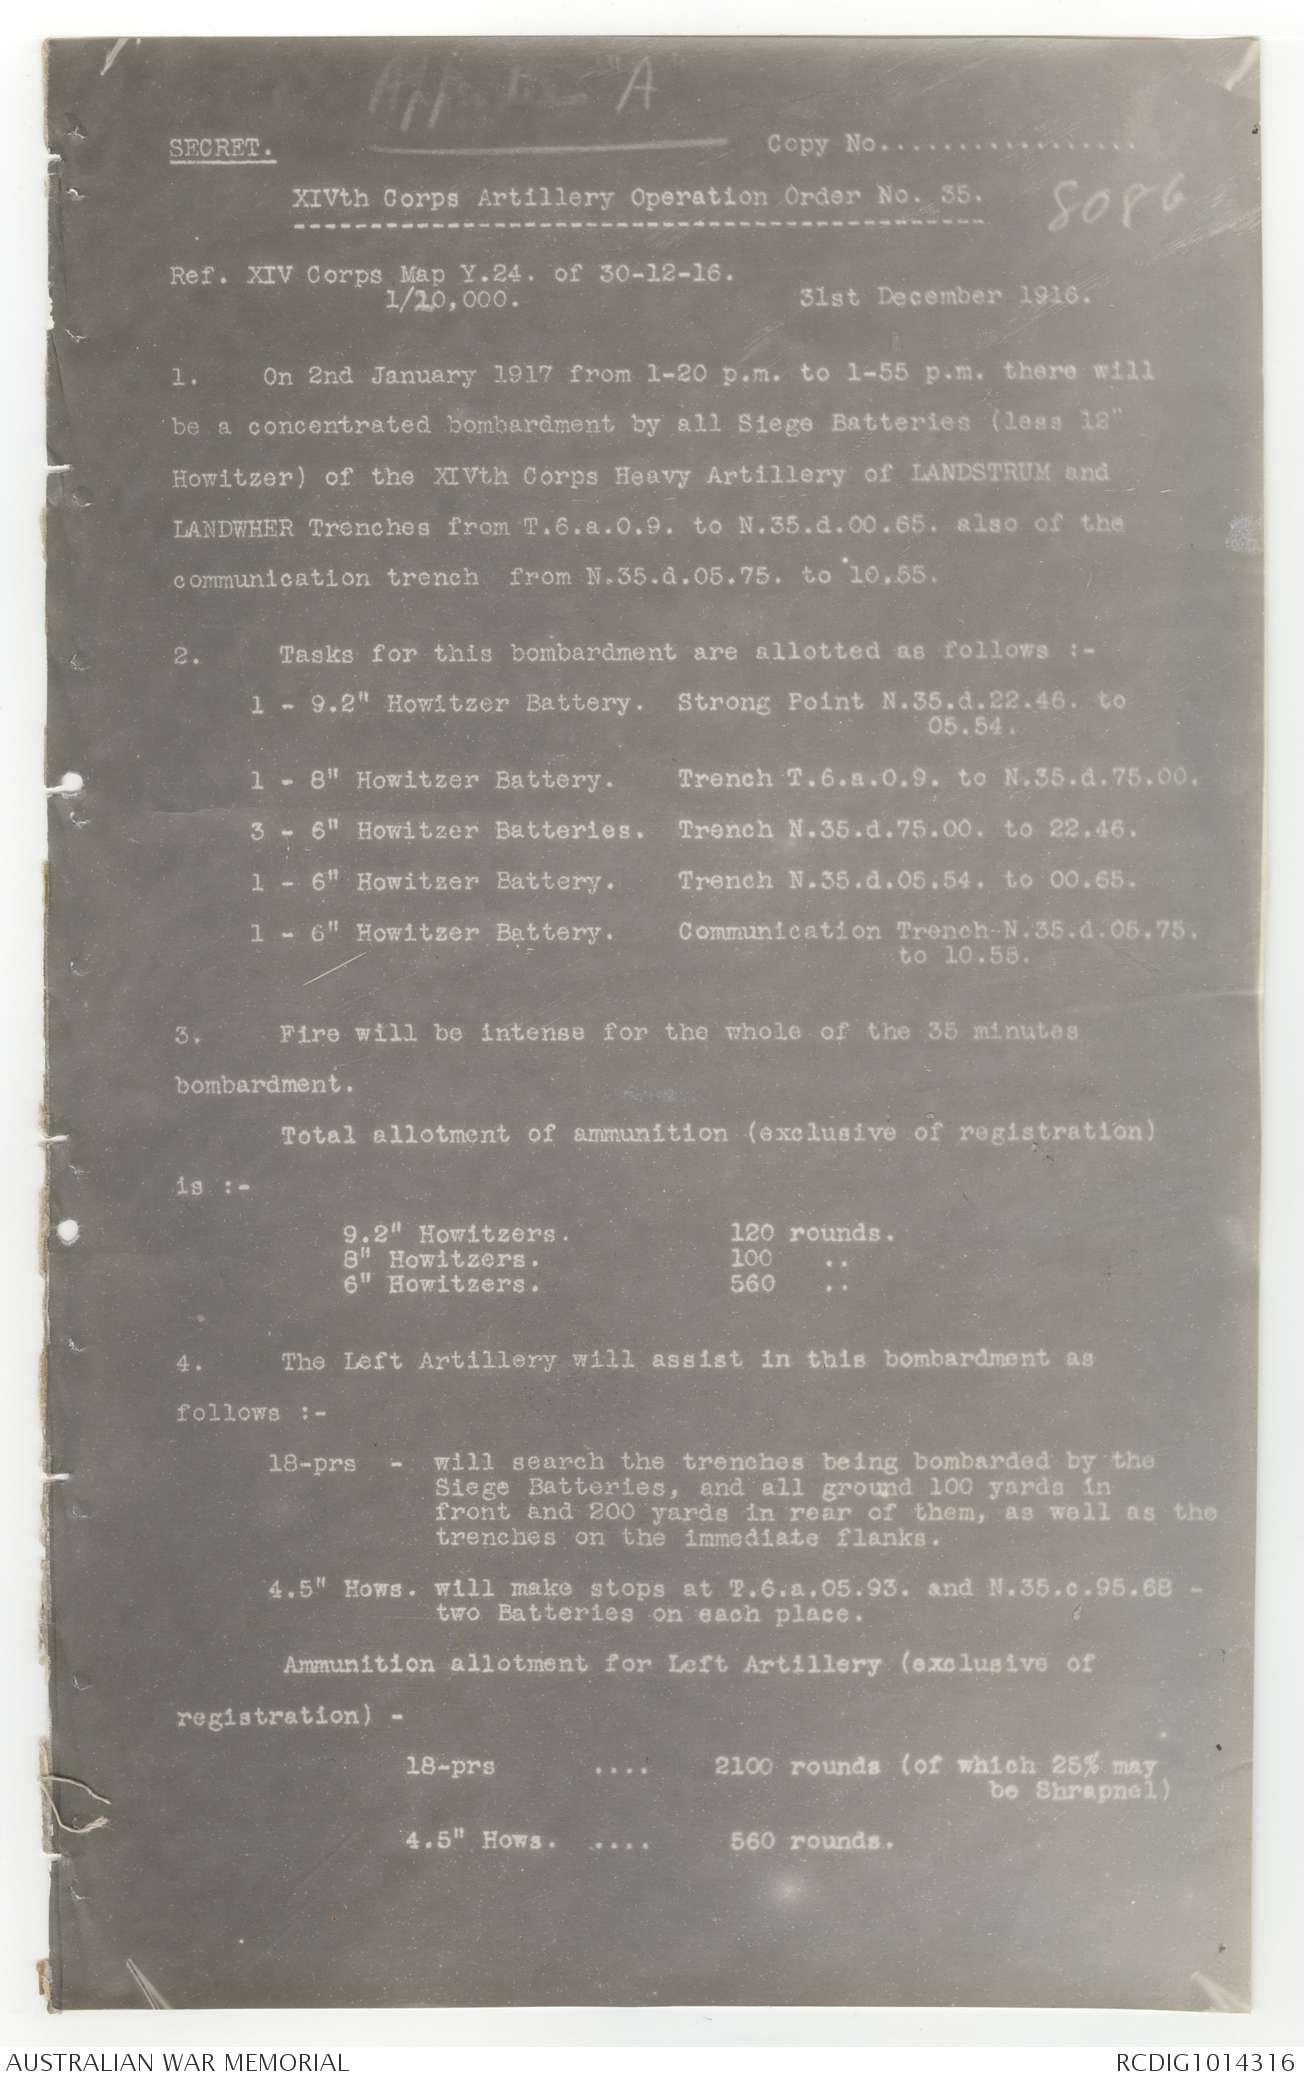 "A"
SECRET.
Copy No.................
XIVth Corps Artillery Operation Order No. 35.
8086
Ref. XIV Corps Map Y.24. of 30-12-16.
1/20,000.
31st December 1916.
1. On 2nd January 1917 from 1-20 p.m. to 1-55 p.m. there will
be a concentrated bombardment by all Siege Batteries (less 12"
Howitzer) of the XIVth Corps Heavy Artillery of LANDSTRUM and
LANDWHER Trenches from T.6.a.0.9. to N.35.d.00.65. also of the
communication trench from N.35.d.05.75. to 10.55.
2. Tasks for this bombardment are allotted as follows :-
1 - 9.2" Howitzer Battery. Strong Point N.35.d.22.46. to
05.54.
1 - 8" Howitzer Battery. Trench T.6.a.0.9. to N.35.d.75.00.
3 - 6" Howitzer Batteries. Trench N.35.d.75.00. to 22.46.
1 - 6" Howitzer Battery. Trench N.35.d.05.54. to 00.65.
1 - 6" Howitzer Battery. Communication Trench N.35.d.05.75.
to 10.55.
3. Fire will be intense for the whole of the 35 minutes
bombardment.
Total allotment of ammunition (exclusive of registration)
is :-
9.2" Howitzers. 120 rounds.
8" Howitzers. 100 ..
6" Howitzers. 560 ..
4. The Left Artillery will assist in this bombardment as
follows :-
18-prs - will search the trenches being bombarded by the
Siege Batteries, and all ground 100 yards in
front and 200 yards in rear of them, as well as the
trenches on the immediate flanks.
4.5" Hows. will make stops at T.6.a.05.93. and N.35.c.95.68 -
two Batteries on each place.
Ammunition allotment for Left Artillery (exclusive of
registration) -
18-prs .... 2100 rounds (of which 25% may
be Shrapnel)
4.5" Hows. .... 560 rounds.
AUSTRALIAN WAR MEMORIAL
RCDIG1014316